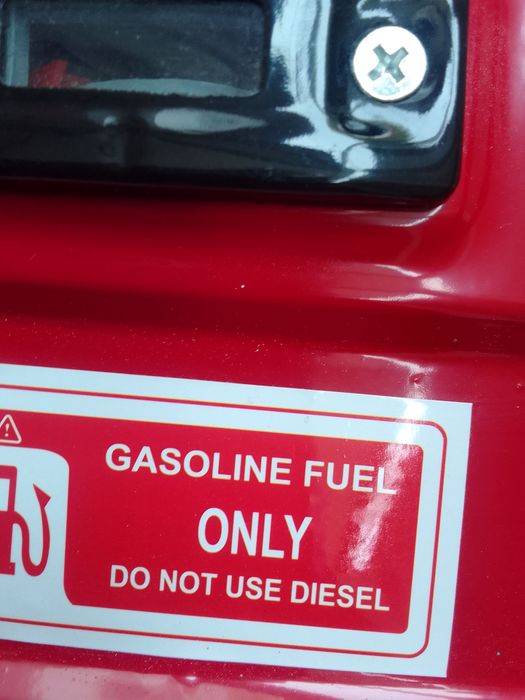 GASOLINE FUEL
ONLY
DO NOT USE DIESEL